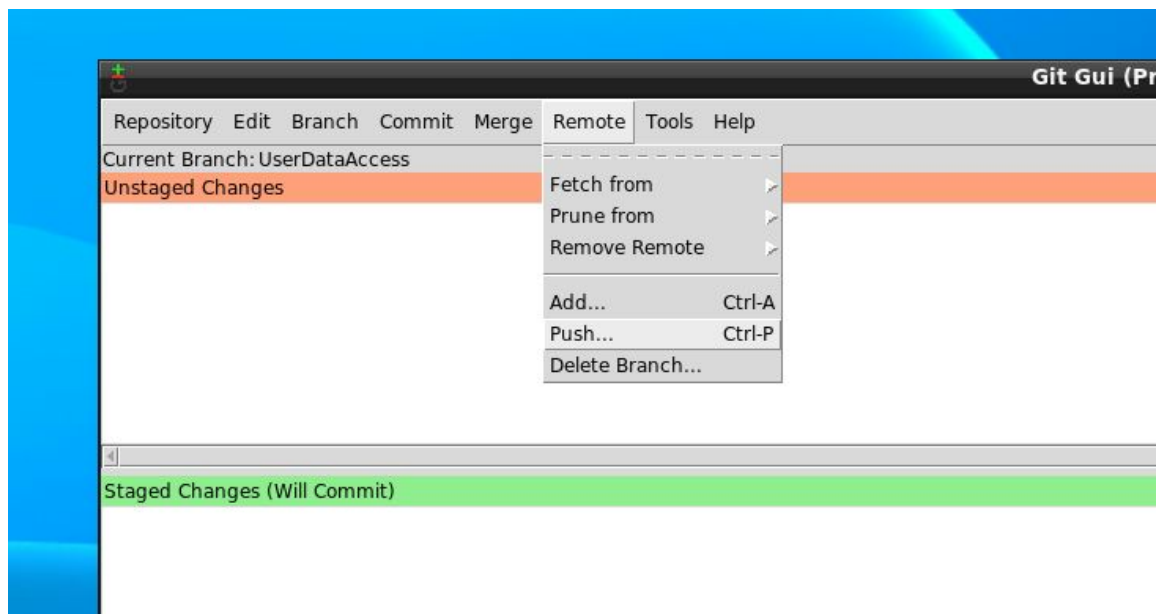 Git Gui (Pr
Repository Edit Branch Commit Merge Remote Tools Help
Current Branch: UserDataAccess
Unstaged Changes
Fetch from
Prune from
Remove Remote
Add... Ctrl-A
Push... Ctrl-P
Delete Branch...
Staged Changes (Will Commit)